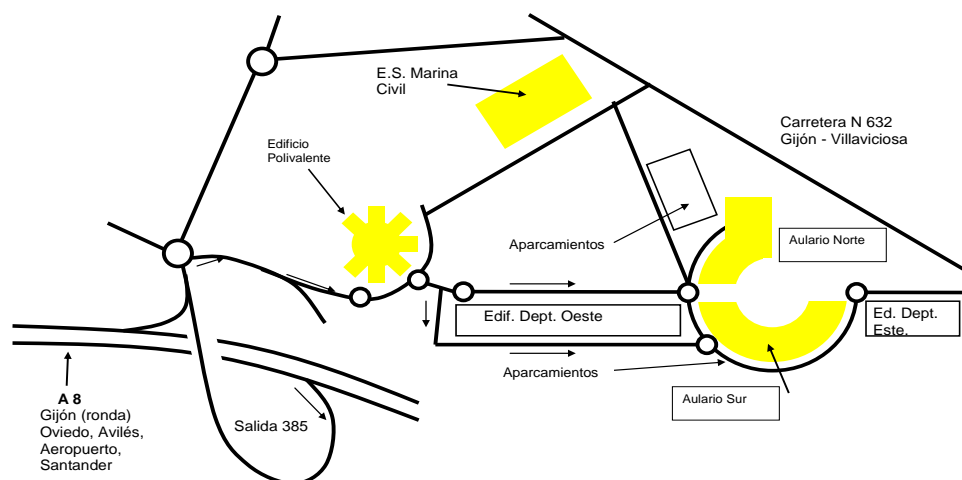 E.S. Marina
Civil
Carretera N 632
Gijón - Villaviciosa
Edificio
Polivalente
Aparcamientos
Aulario Norte
Edif. Dept. Oeste
Ed. Dept.
Este.
Aparcamientos
Aulario Sur
A 8
Gijón (ronda)
Oviedo, Avilés,
Aeropuerto,
Santander
Salida 385